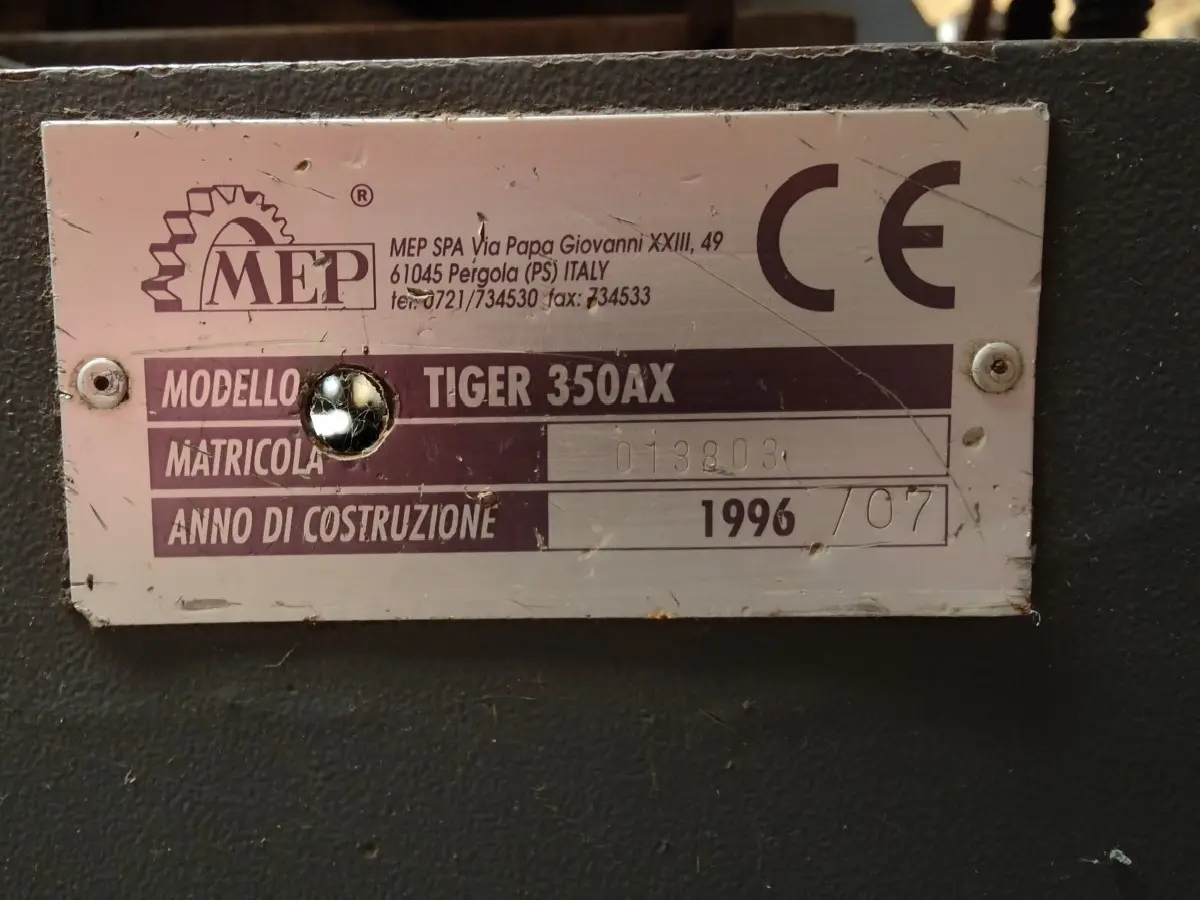 ®
MEP
MEP SPA Via Papa Giovanni XXIII, 49
61045 Pergola (PS) ITALY
tel. 0721/734530 fax: 734533
CE
MODELLO TIGER 350AX
MATRICOLA 013803
ANNO DI COSTRUZIONE 1996 /07